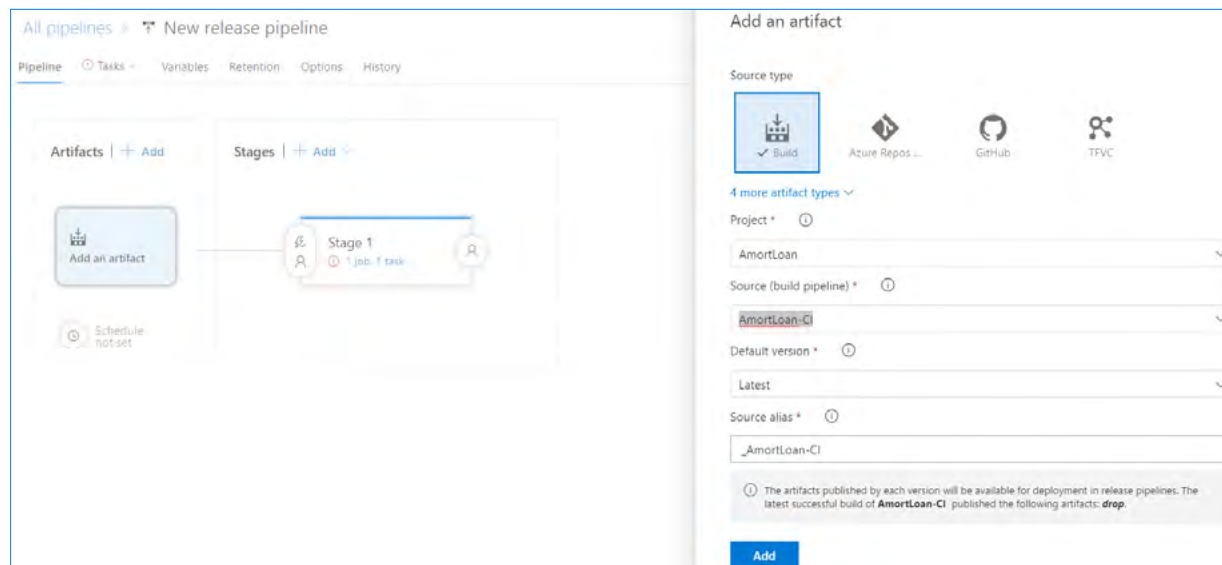 All pipelines
New release pipeline
Pipeline
Tasks
Variables
Retention
Options
History
Artifacts | + Add
Stages | + Add
Add an artifact
Schedule
not set
Stage 1
1 job, 1 task
Add an artifact
Source type
Build
Azure Repos ...
GitHub
TFVC
4 more artifact types
Project *
AmortLoan
Source (build pipeline) *
AmortLoan-CI
Default version *
Latest
Source alias *
_AmortLoan-CI
The artifacts published by each version will be available for deployment in release pipelines. The
latest successful build of AmortLoan-CI published the following artifacts: drop.
Add